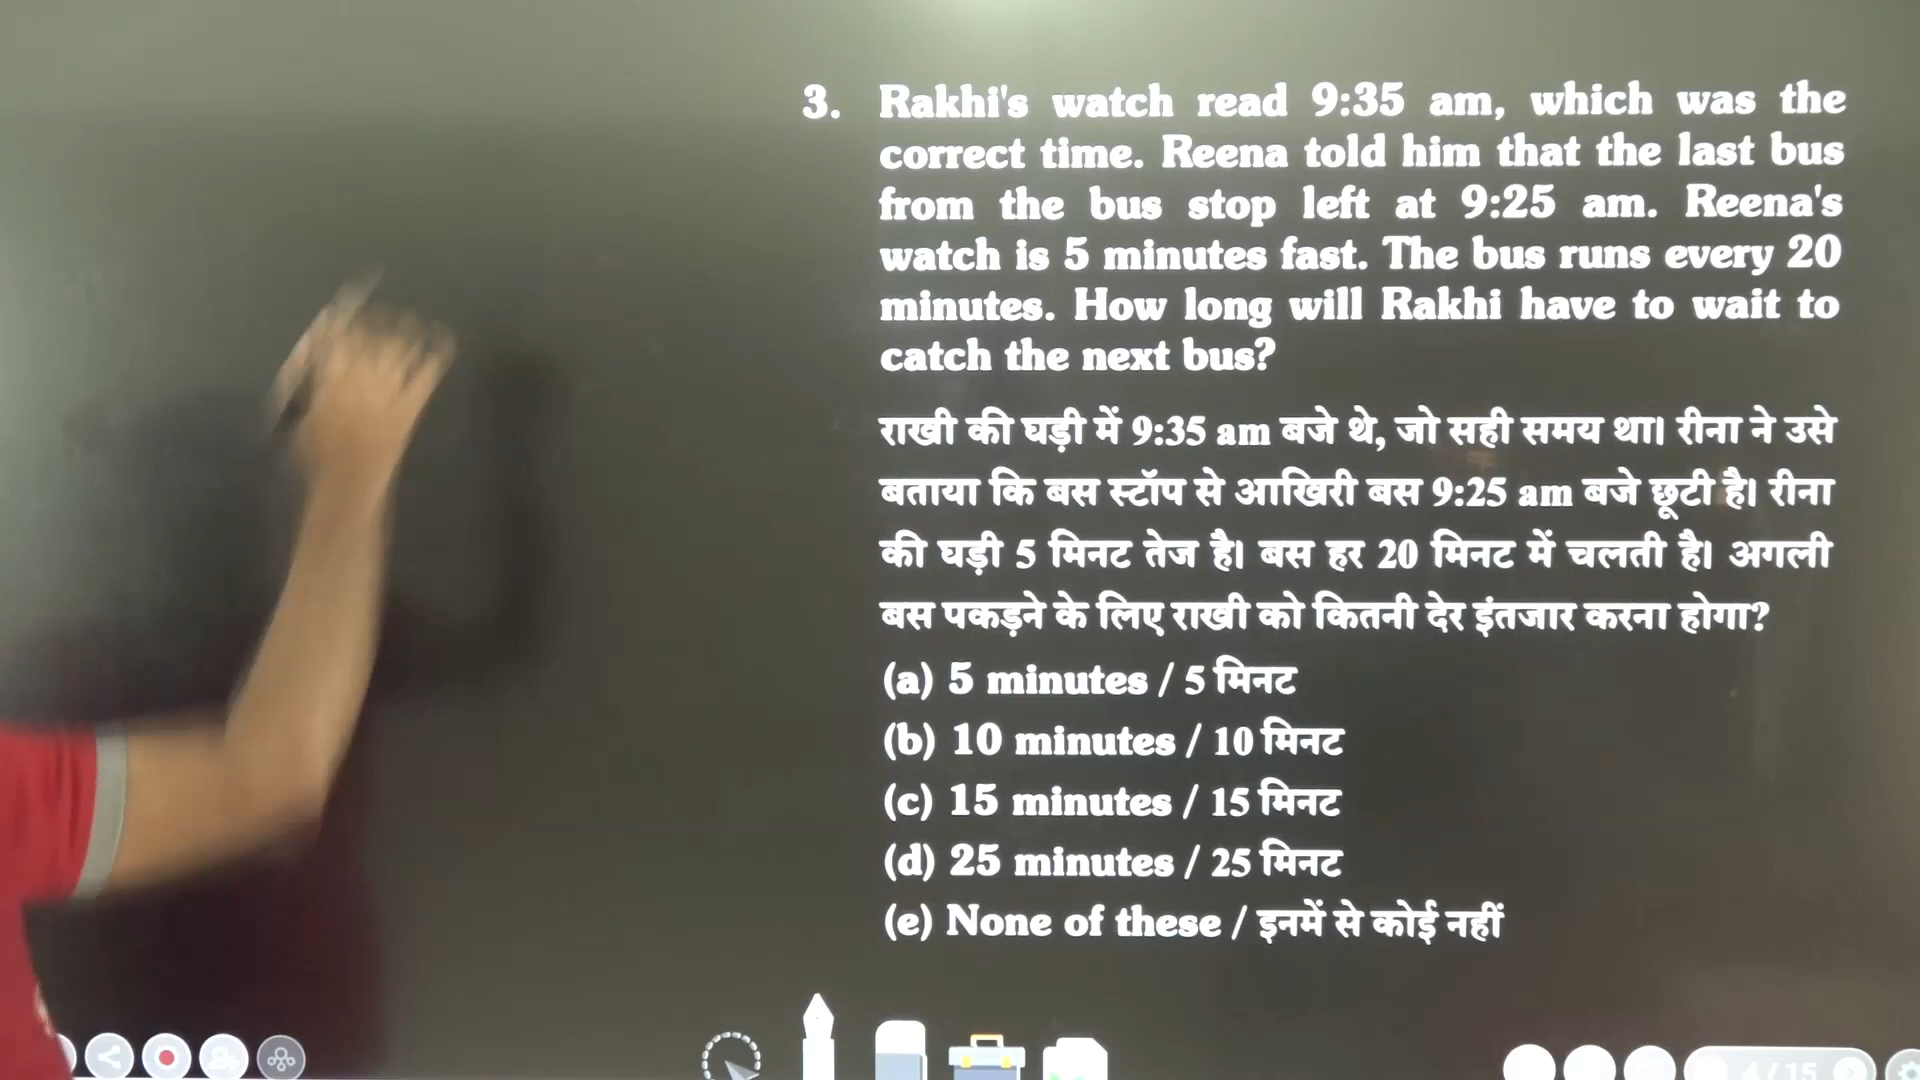 3. Rakhi's watch read 9:35 am, which was the
correct time. Reena told him that the last bus
from the bus stop left at 9:25 am. Reena's
watch is 5 minutes fast. The bus runs every 20
minutes. How long will Rakhi have to wait to
catch the next bus?
राखी की घड़ी में 9:35 am बजे थे, जो सही समय था। रीना ने उसे
बताया कि बस स्टॉप से आखिरी बस 9:25 am बजे छूटी है। रीना
की घड़ी 5 मिनट तेज है। बस हर 20 मिनट में चलती है। अगली
बस पकड़ने के लिए राखी को कितनी देर इंतजार करना होगा?
(a) 5 minutes / 5 मिनट
(b) 10 minutes / 10 मिनट
(c) 15 minutes / 15 मिनट
(d) 25 minutes / 25 मिनट
(e) None of these / इनमें से कोई नहीं
4 / 15